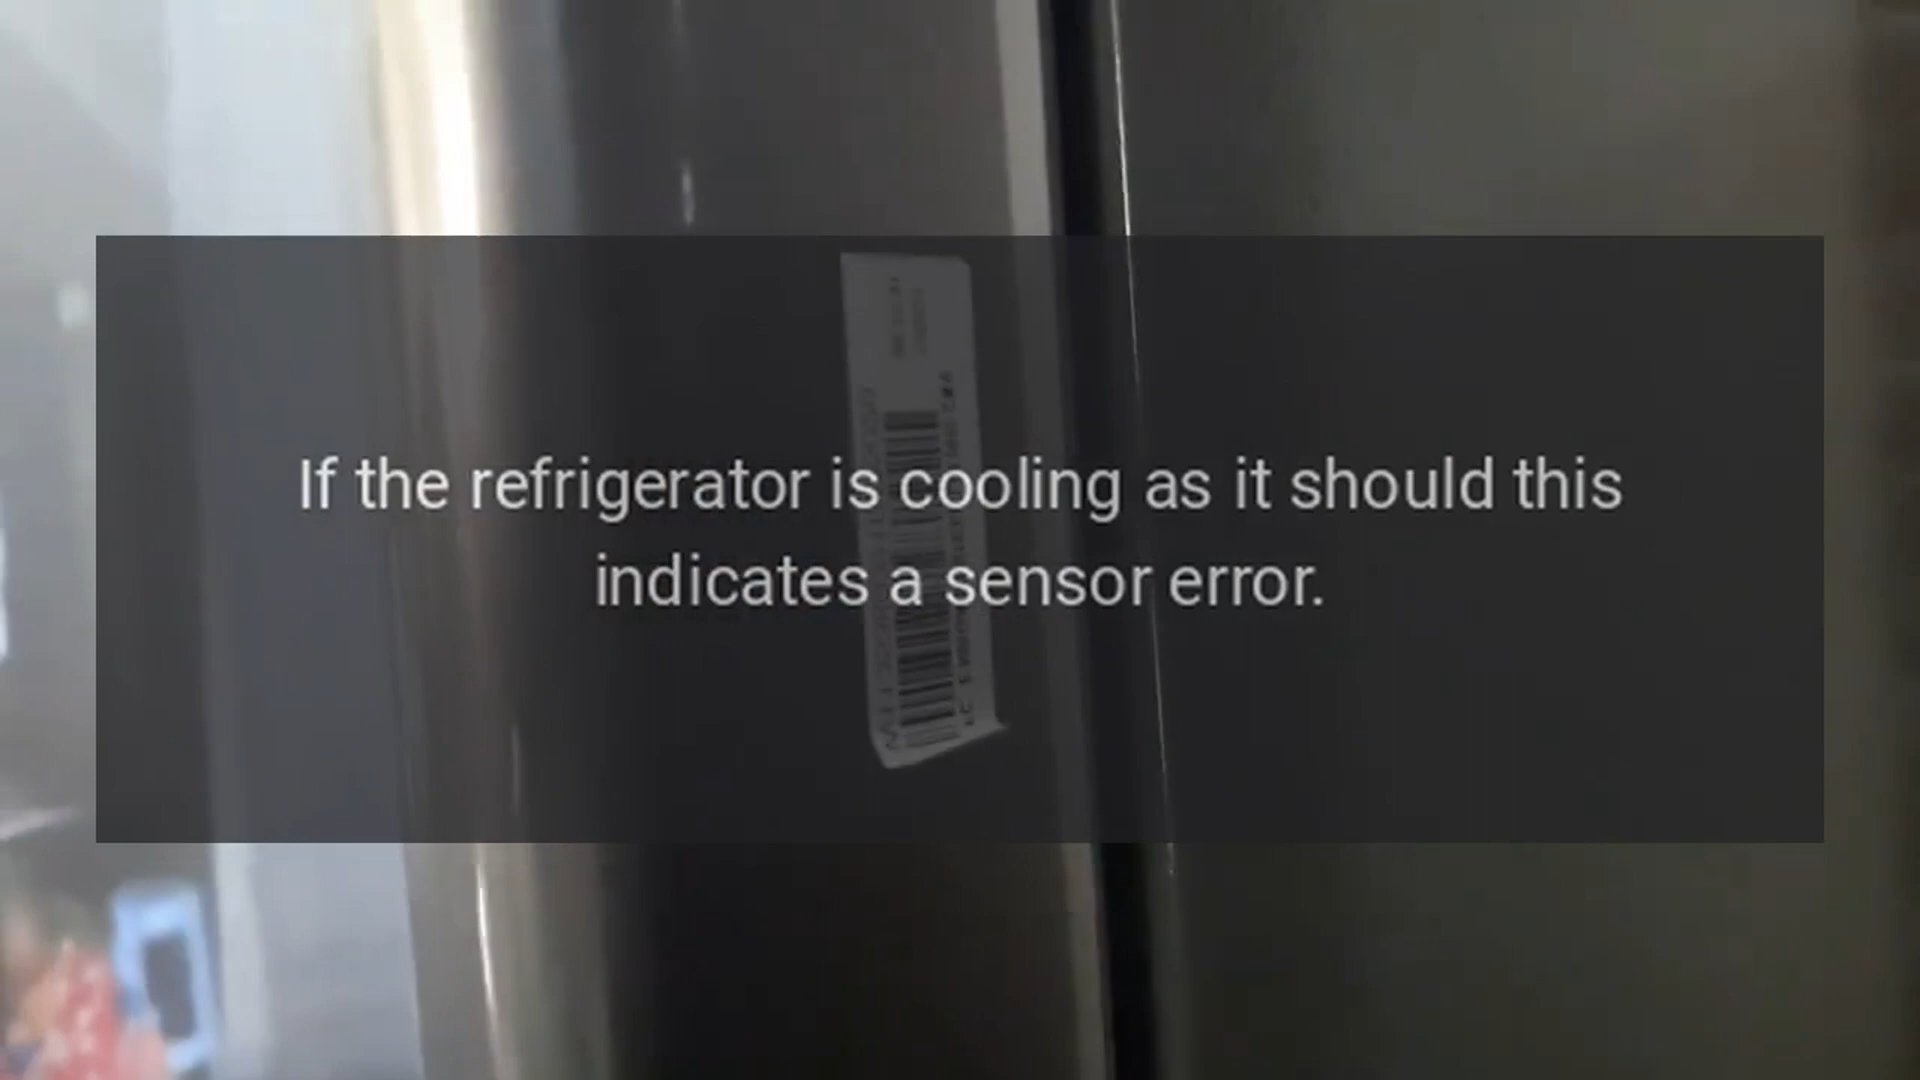 If the refrigerator is cooling as it should this
indicates a sensor error.